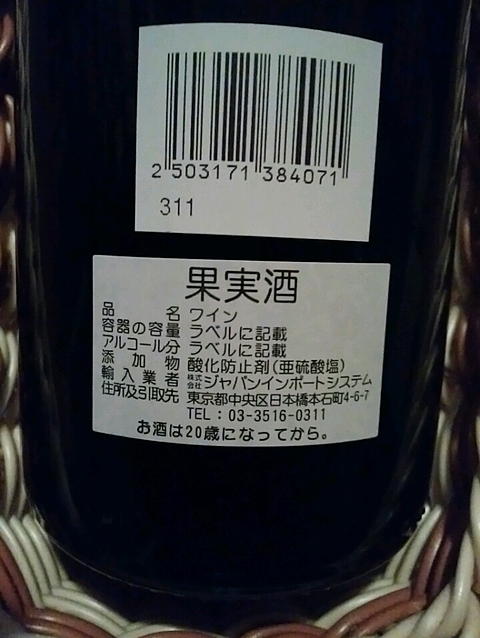 2 503171 384071
311
果実酒
品名 ワイン
容器の容量 ラベルに記載
アルコール分 ラベルに記載
添加物 酸化防止剤(亜硫酸塩)
輸入業者 株式会社ジャパンインポートシステム
住所及引取先 東京都中央区日本橋本石町4-6-7
TEL:03-3516-0311
お酒は20歳になってから。